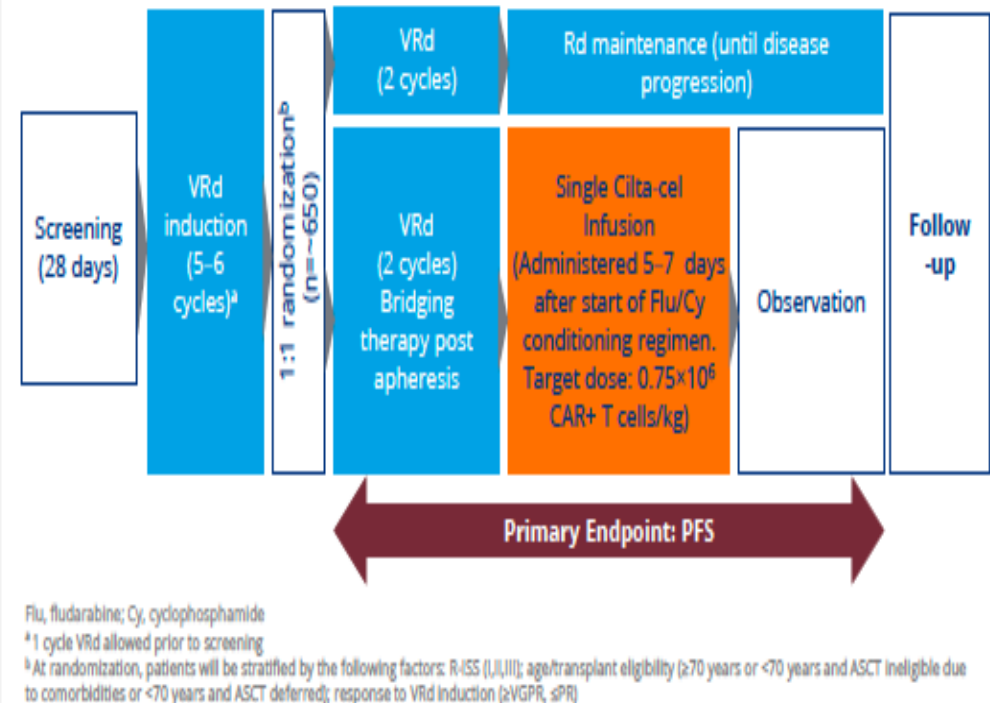 VRd
(2 cycles)
Rd maintenance (until disease
progression)
Screening
(28 days)
VRd
induction
(5–6
cycles)ᵃ
1:1 randomizationᵇ
(n=~650)
VRd
(2 cycles)
Bridging
therapy post
apheresis
Single Cilta-cel
Infusion
(Administered 5–7 days
after start of Flu/Cy
conditioning regimen.
Target dose: 0.75×10⁶
CAR+ T cells/kg)
Observation
Follow
-up
Primary Endpoint: PFS
Flu, fludarabine; Cy, cyclophosphamide
ᵃ 1 cycle VRd allowed prior to screening
ᵇ At randomization, patients will be stratified by the following factors: R-ISS (I,II,III); age/transplant eligibility (≥70 years or <70 years and ASCT ineligible due
to comorbidities or <70 years and ASCT deferred); response to VRd induction (≥VGPR, ≤PR)